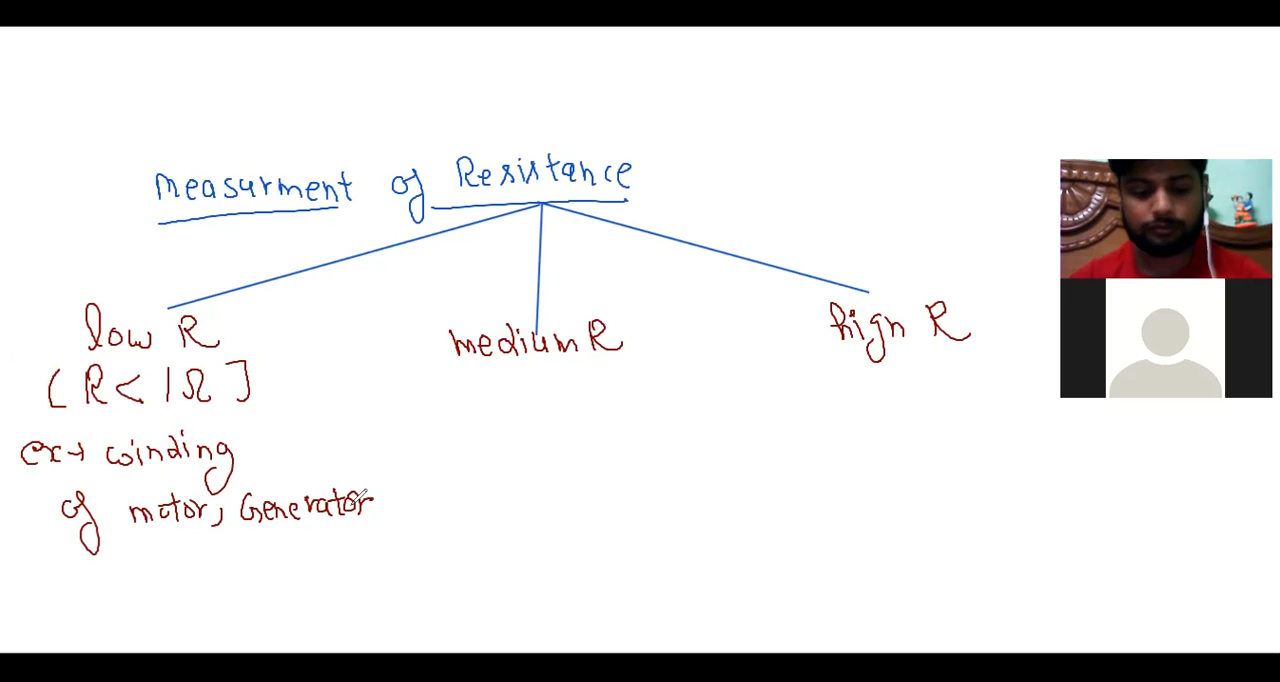 Measurment of Resistance
low R
medium R
high R
( R < 1Ω ]
ex → winding
of motor, Generator